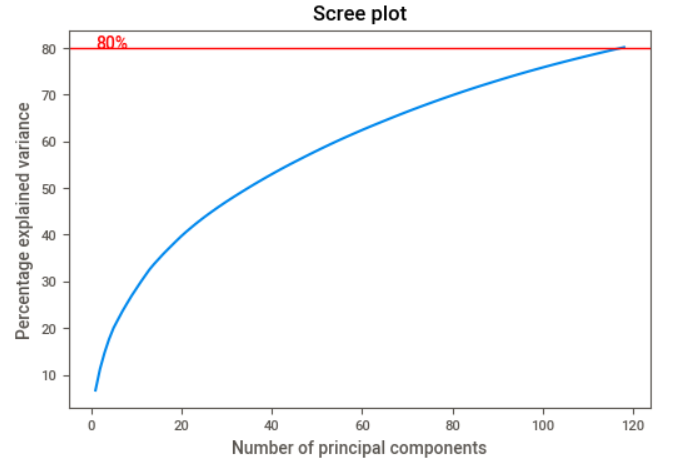 Scree plot
80%
80
70
60
50
40
30
20
10
Percentage explained variance
0 20 40 60 80 100 120
Number of principal components